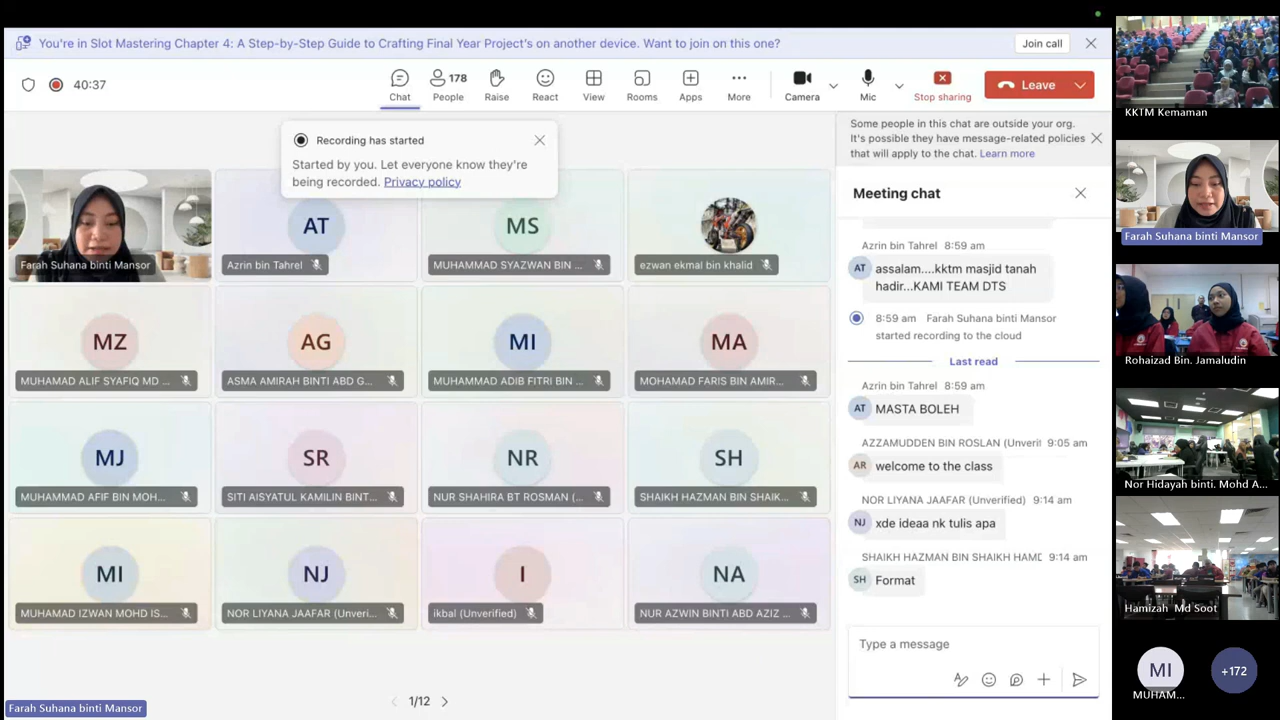 You're in Slot Mastering Chapter 4: A Step-by-Step Guide to Crafting Final Year Project's on another device. Want to join on this one?
Join call
40:37
Chat
178
People
Raise
React
View
Rooms
Apps
More
Camera
Mic
Stop sharing
Leave
Recording has started
Started by you. Let everyone know they're
being recorded. Privacy policy
Farah Suhana binti Mansor
AT
Azrin bin Tahrel
MS
MUHAMMAD SYAZWAN BIN ...
ezwan ekmal bin khalid
MZ
MUHAMAD ALIF SYAFIQ MD ...
AG
ASMA AMIRAH BINTI ABD G...
MI
MUHAMMAD ADIB FITRI BIN ...
MA
MOHAMAD FARIS BIN AMIR...
MJ
MUHAMMAD AFIF BIN MOH...
SR
SITI AISYATUL KAMILIN BINT...
NR
NUR SHAHIRA BT ROSMAN (...
SH
SHAIKH HAZMAN BIN SHAIK...
MI
MUHAMAD IZWAN MOHD IS...
NJ
NOR LIYANA JAAFAR (Unveri...
I
ikbal (Unverified)
NA
NUR AZWIN BINTI ABD AZIZ ...
1/12
Farah Suhana binti Mansor
Some people in this chat are outside your org.
It's possible they have message-related policies
that will apply to the chat. Learn more
Meeting chat
Azrin bin Tahrel 8:59 am
AT
assalam....kktm masjid tanah
hadir...KAMI TEAM DTS
8:59 am Farah Suhana binti Mansor
started recording to the cloud
Last read
Azrin bin Tahrel 8:59 am
AT MASTA BOLEH
AZZAMUDDEN BIN ROSLAN (Unverif 9:05 am
AR welcome to the class
NOR LIYANA JAAFAR (Unverified) 9:14 am
NJ xde ideaa nk tulis apa
SHAIKH HAZMAN BIN SHAIKH HAMD 9:14 am
SH Format
Type a message
KKTM Kemaman
Farah Suhana binti Mansor
Rohaizad Bin. Jamaludin
Nor Hidayah binti. Mohd A...
Hamizah Md Soot
MI
MUHAM...
+172